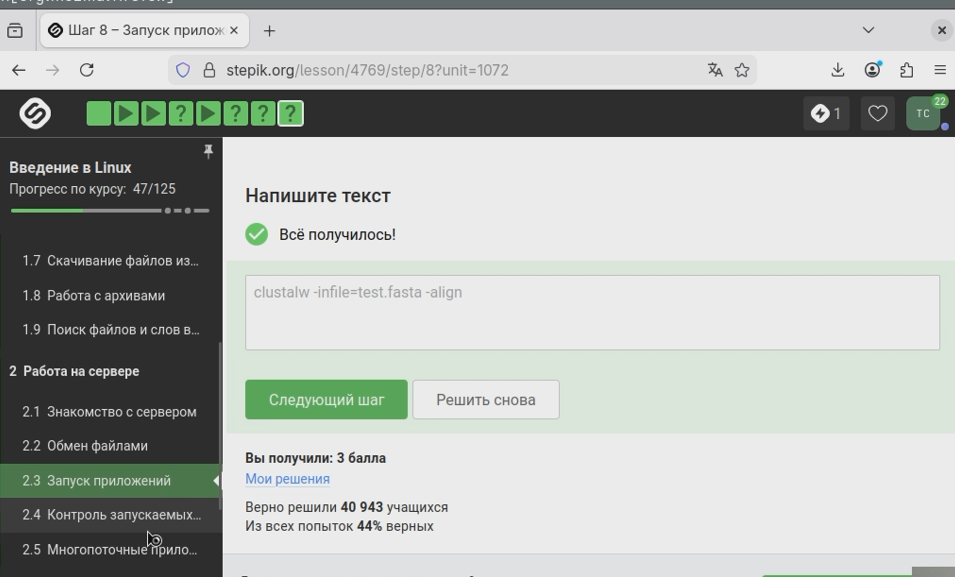 Шаг 8 – Запуск прилож
stepik.org/lesson/4769/step/8?unit=1072
? ? ? ?
1
TC
22
Введение в Linux
Прогресс по курсу: 47/125
1.7 Скачивание файлов из...
1.8 Работа с архивами
1.9 Поиск файлов и слов в...
2 Работа на сервере
2.1 Знакомство с сервером
2.2 Обмен файлами
2.3 Запуск приложений
2.4 Контроль запускаемых...
2.5 Многопоточные прило...
Напишите текст
Всё получилось!
clustalw -infile=test.fasta -align
Следующий шаг
Решить снова
Вы получили: 3 балла
Мои решения
Верно решили 40 943 учащихся
Из всех попыток 44% верных